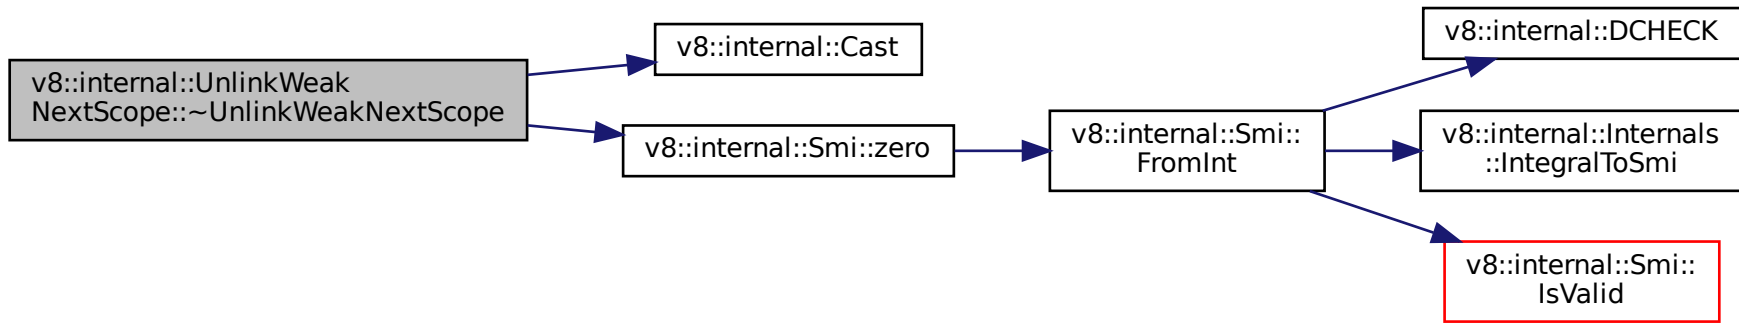 v8::internal::UnlinkWeak
NextScope::~UnlinkWeakNextScope
v8::internal::Cast
v8::internal::Smi::zero
v8::internal::Smi::
FromInt
v8::internal::DCHECK
v8::internal::Internals
::IntegralToSmi
v8::internal::Smi::
IsValid